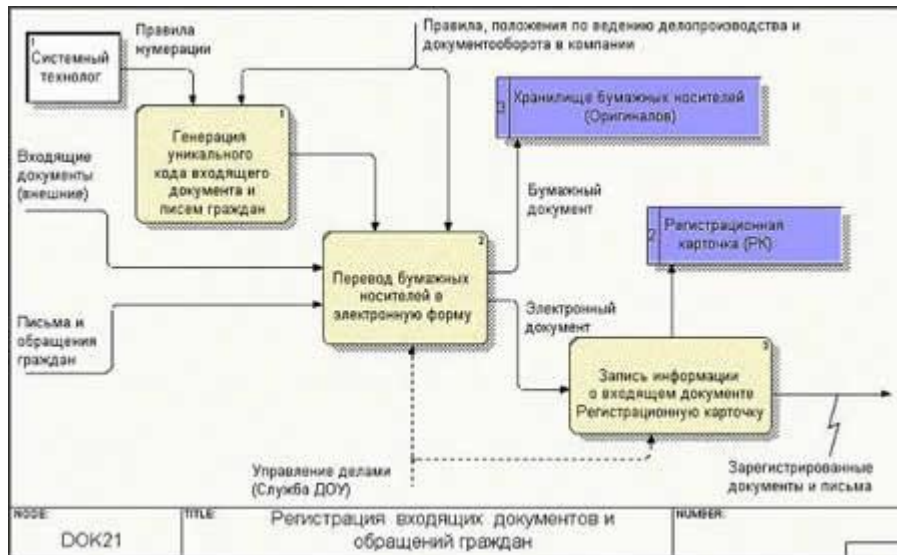 1
Системный
технолог
Правила
нумерации
Правила, положения по ведению делопроизводства и
документооборота в компании
1
Генерация
уникального
кода входящего
документа и
писем граждан
3
Хранилище бумажных носителей
(Оригиналов)
Входящие
документы
(внешние)
Бумажный
документ
2
Регистрационная
карточка (РК)
2
Перевод бумажных
носителей в
электронную форму
Письма и
обращения
граждан
Электронный
документ
3
Запись информации
о входящем документе
Регистрационную карточку
Управление делами
(Служба ДОУ)
Зарегистрированные
документы и письма
NODE:
DOK21
TITLE:
Регистрация входящих документов и
обращений граждан
NUMBER: